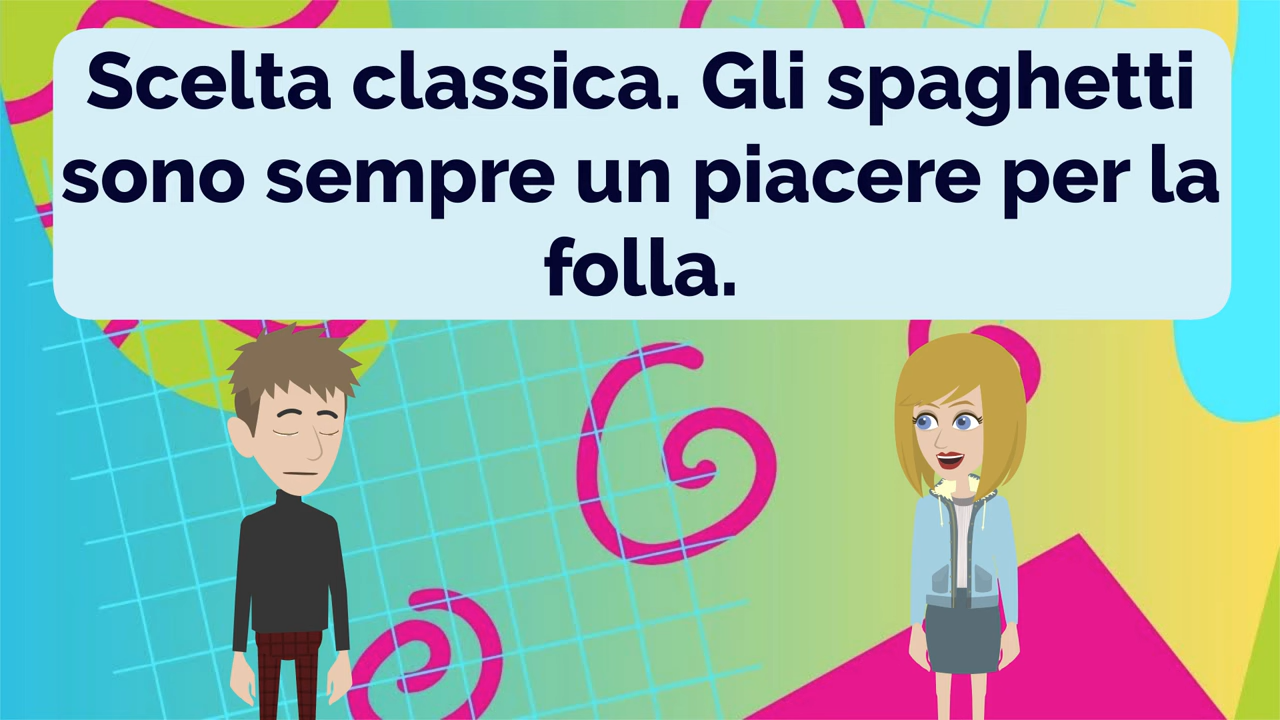 Scelta classica. Gli spaghetti
sono sempre un piacere per la
folla.